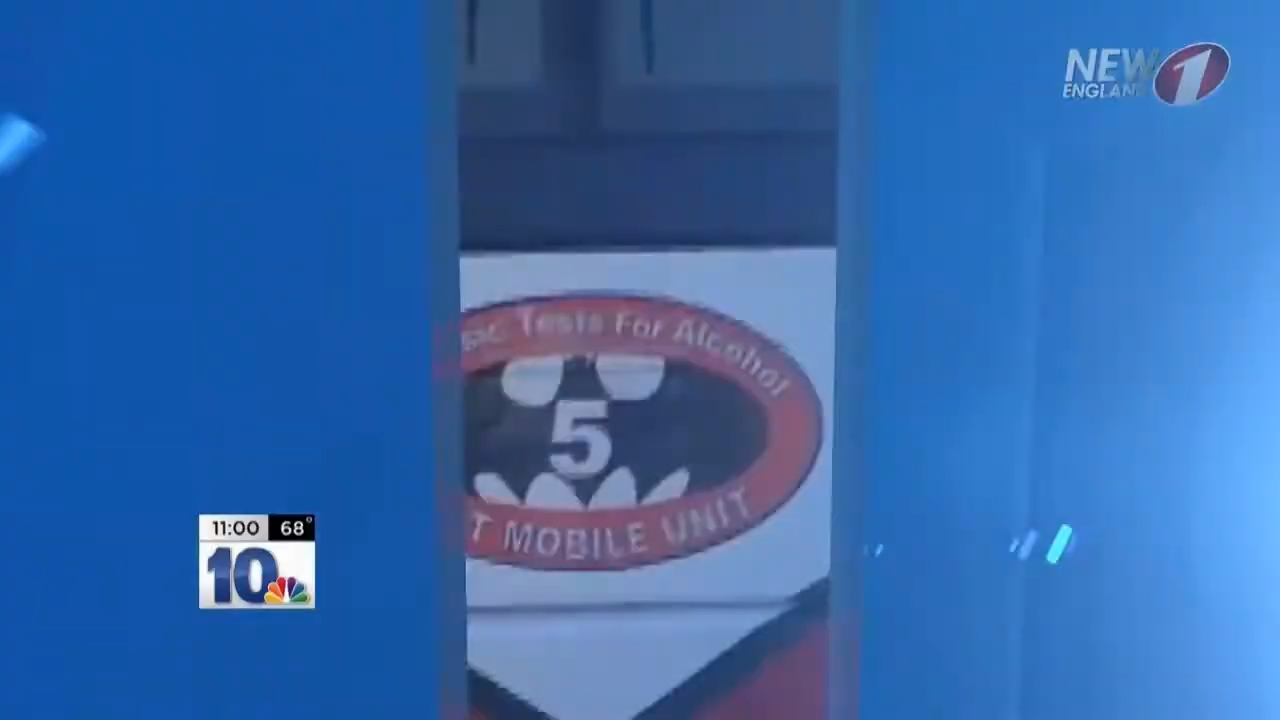 NEW
ENGLAND
1
Tests For Alcohol
5
MOBILE UNIT
11:00 68°
10